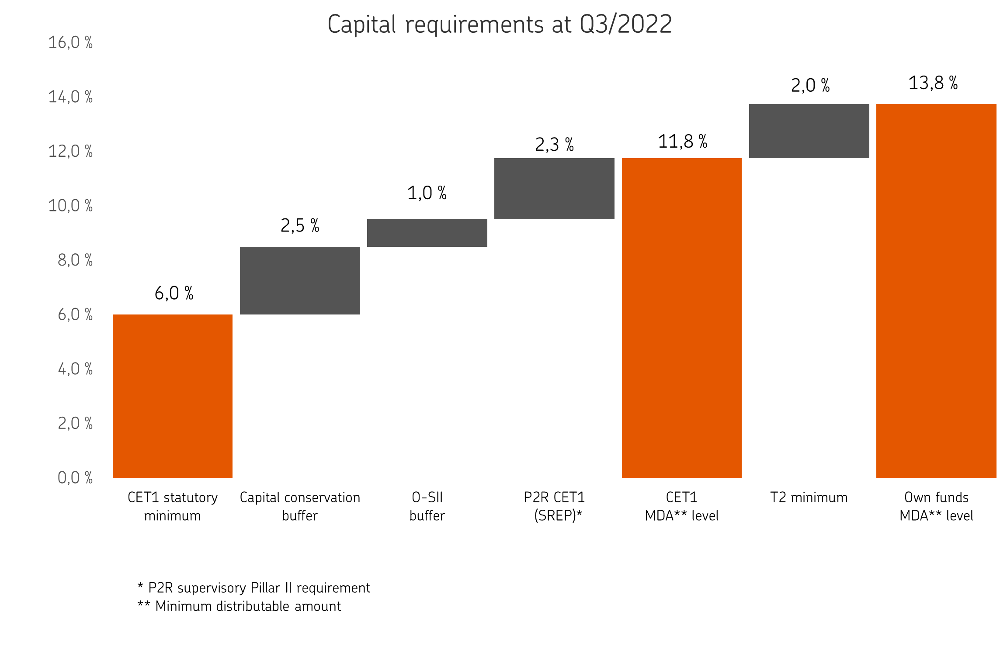 Capital requirements at Q3/2022
16,0 %
14,0 %
12,0 %
10,0 %
8,0 %
6,0 %
4,0 %
2,0 %
0,0 %
6,0 %
2,5 %
1,0 %
2,3 %
11,8 %
2,0 %
13,8 %
CET1 statutory
minimum
Capital conservation
buffer
O-SII
buffer
P2R CET1
(SREP)*
CET1
MDA** level
T2 minimum
Own funds
MDA** level
* P2R supervisory Pillar II requirement
** Minimum distributable amount